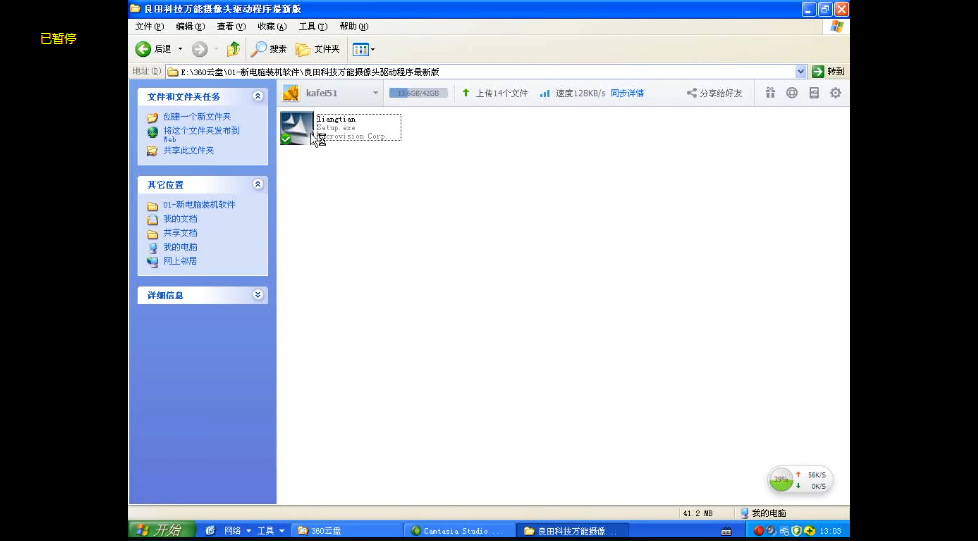 良田科技万能摄像头驱动程序最新版
已暂停
文件(F) 编辑(E) 查看(V) 收藏(A) 工具(T) 帮助(H)
后退 搜索 文件夹
地址(D) E:\360云盘\01-新电脑装机软件\良田科技万能摄像头驱动程序最新版 转到
文件和文件夹任务
kafei51 13.6GB/42GB 上传14个文件 速度128KB/s 同步详情 分享给好友
创建一个新文件夹
将这个文件夹发布到
Web
共享此文件夹
liangtian
Setup.exe
Macrovision Corp...
其它位置
01-新电脑装机软件
我的文档
共享文档
我的电脑
网上邻居
详细信息
39%
56K/S
0K/S
41.2 MB 我的电脑
开始 网络 工具 360云盘 Camtasia Studio ... 良田科技万能摄像... 13:03